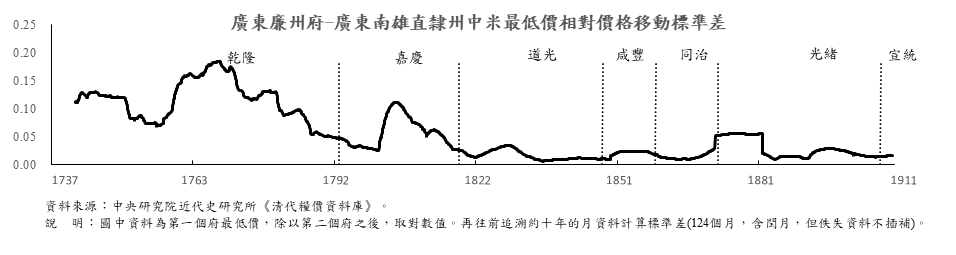 廣東廉州府-廣東南雄直隸州中米最低價相對價格移動標準差
0.25
0.20
0.15
0.10
0.05
0.00
乾隆
嘉慶
道光
咸豐
同治
光緒
宣統
1737
1763
1792
1822
1851
1881
1911
資料來源：中央研究院近代史研究所《清代糧價資料庫》。
說　明：圖中資料為第一個府最低價，除以第二個府之後，取對數值。再往前追溯約十年的月資料計算標準差(124個月，含閏月，但佚失資料不插補)。